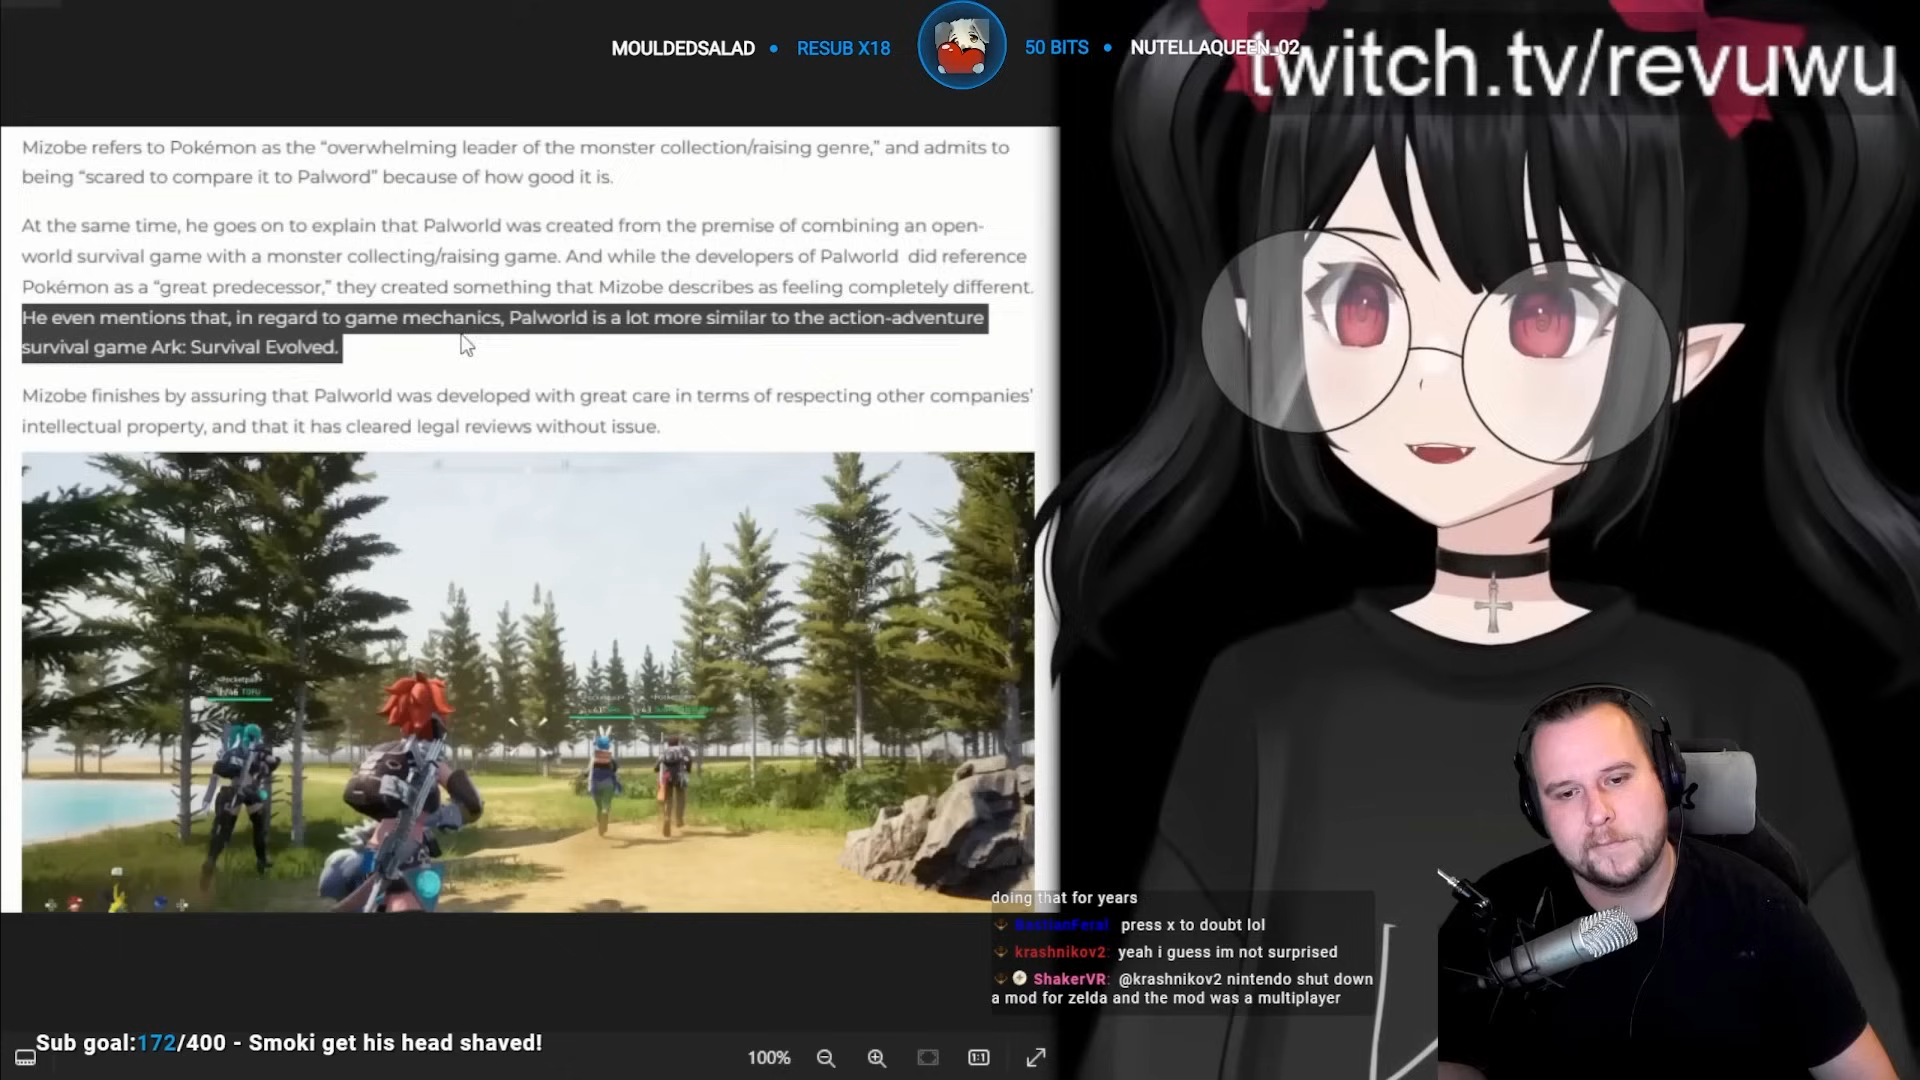 MOULDEDSALAD • RESUB X18 50 BITS • NUTELLAQUEEN_02
twitch.tv/revuwu
Mizobe refers to Pokémon as the “overwhelming leader of the monster collection/raising genre,” and admits to
being “scared to compare it to Palword” because of how good it is.
At the same time, he goes on to explain that Palworld was created from the premise of combining an open-
world survival game with a monster collecting/raising game. And while the developers of Palworld did reference
Pokémon as a “great predecessor,” they created something that Mizobe describes as feeling completely different.
He even mentions that, in regard to game mechanics, Palworld is a lot more similar to the action-adventure
survival game Ark: Survival Evolved.
Mizobe finishes by assuring that Palworld was developed with great care in terms of respecting other companies’
intellectual property, and that it has cleared legal reviews without issue.
doing that for years
press x to doubt lol
krashnikov2: yeah i guess im not surprised
ShakerVR: @krashnikov2 nintendo shut down
a mod for zelda and the mod was a multiplayer
Sub goal:172/400 - Smoki get his head shaved!
100%
1:1